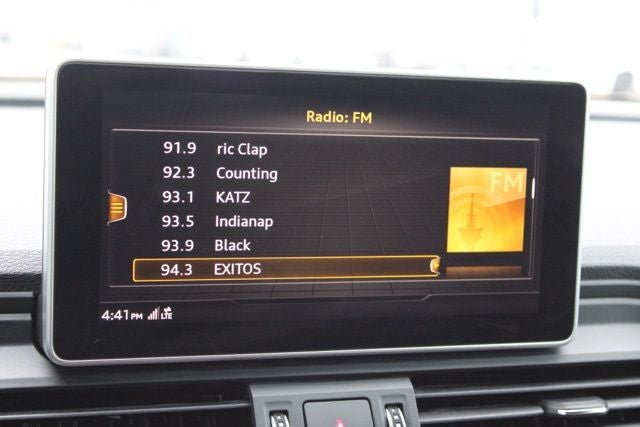 Radio: FM
91.9 ric Clap
92.3 Counting
93.1 KATZ
93.5 Indianap
93.9 Black
94.3 EXITOS
FM
4:41PM LTE